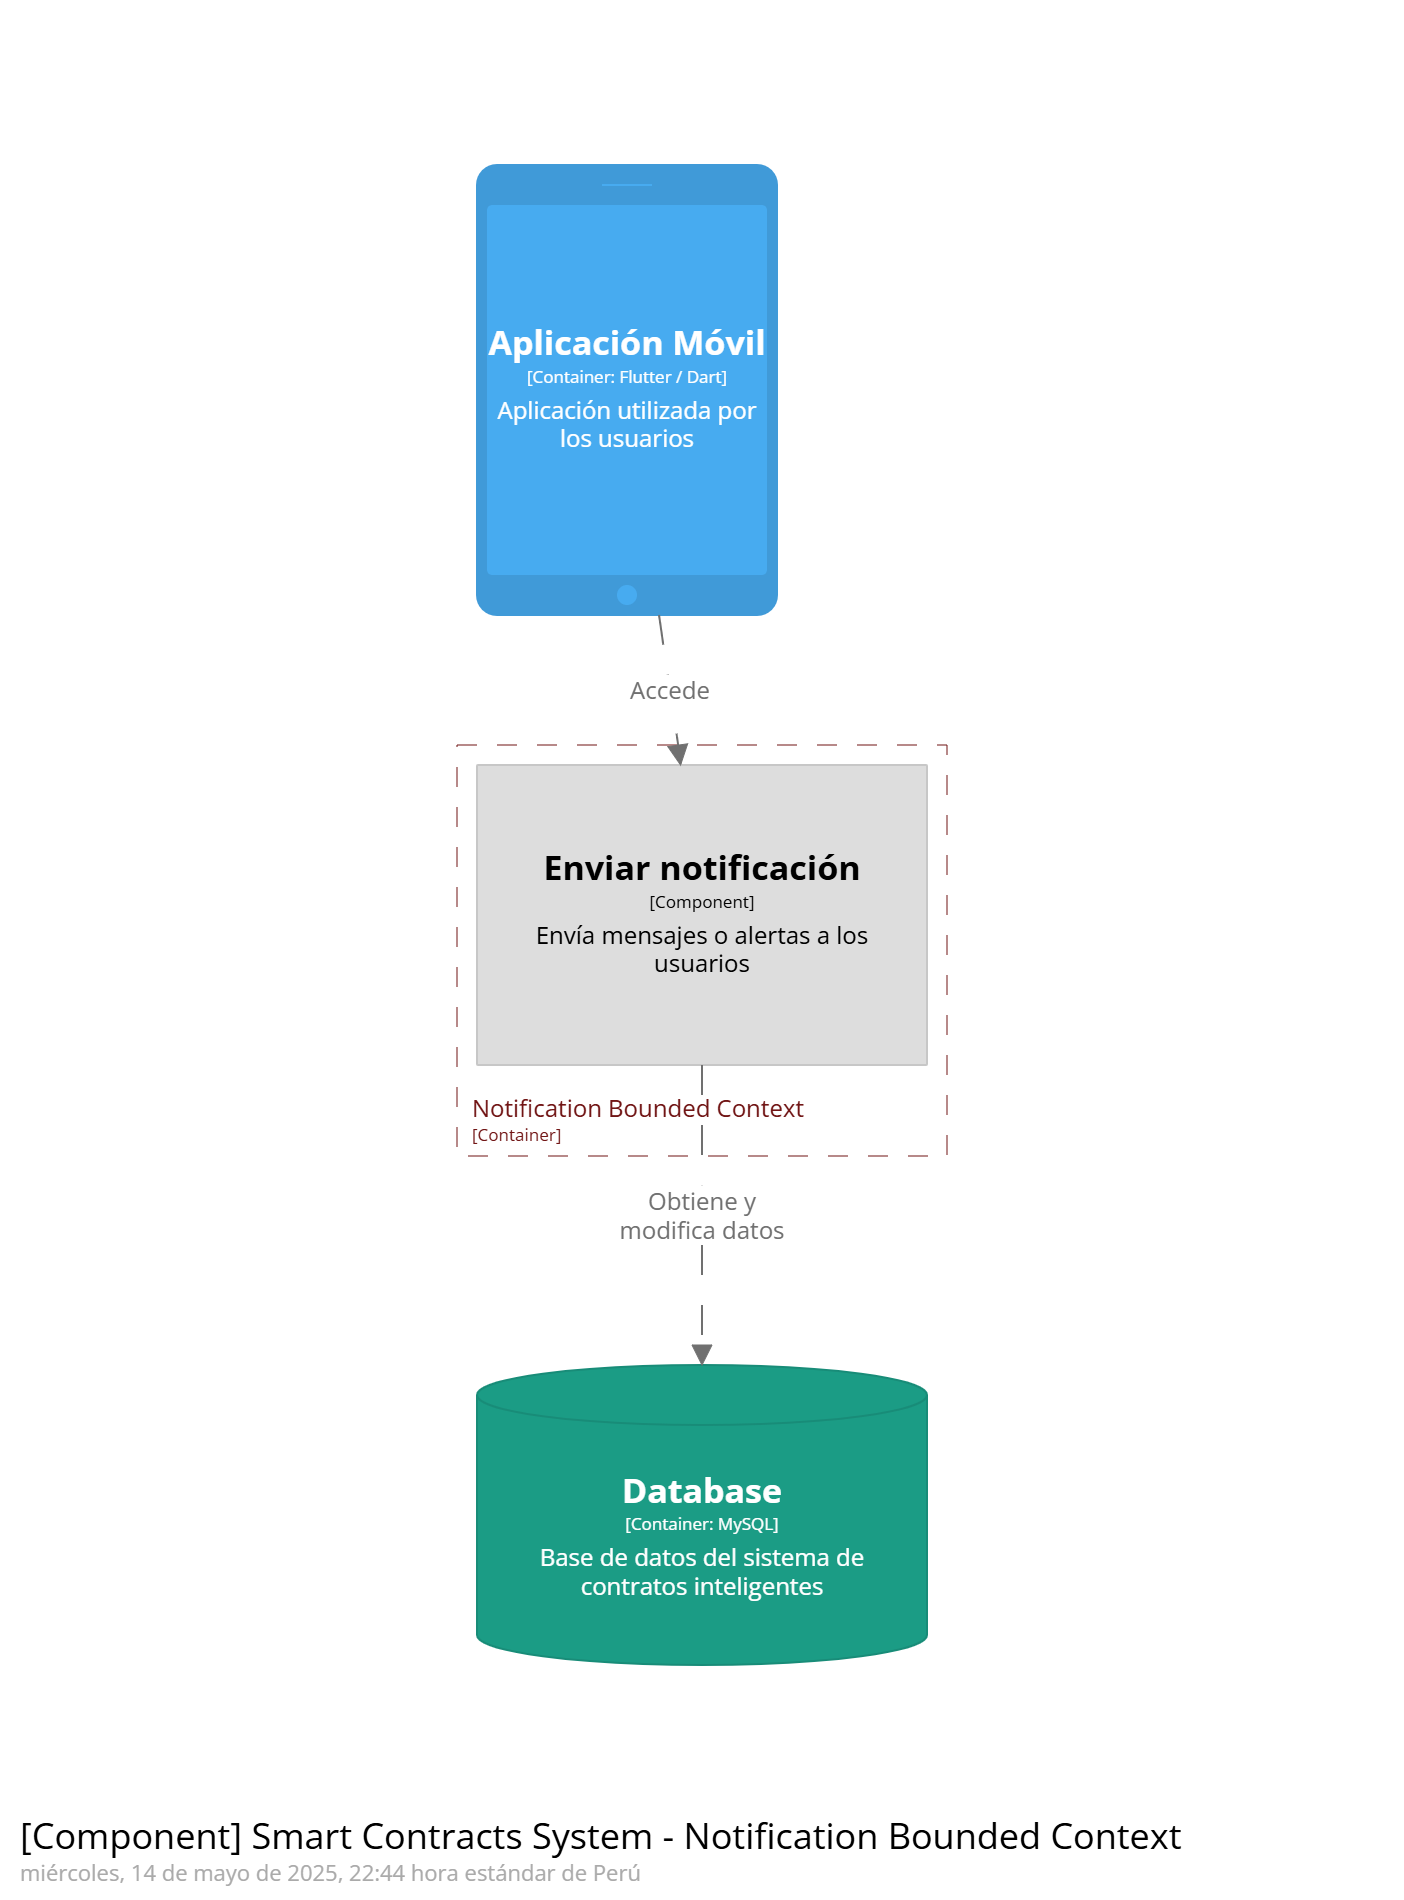 Aplicación Móvil
[Container: Flutter / Dart]
Aplicación utilizada por
los usuarios
Accede
Enviar notificación
[Component]
Envía mensajes o alertas a los
usuarios
Notification Bounded Context
[Container]
Obtiene y
modifica datos
Database
[Container: MySQL]
Base de datos del sistema de
contratos inteligentes
[Component] Smart Contracts System - Notification Bounded Context
miércoles, 14 de mayo de 2025, 22:44 hora estándar de Perú